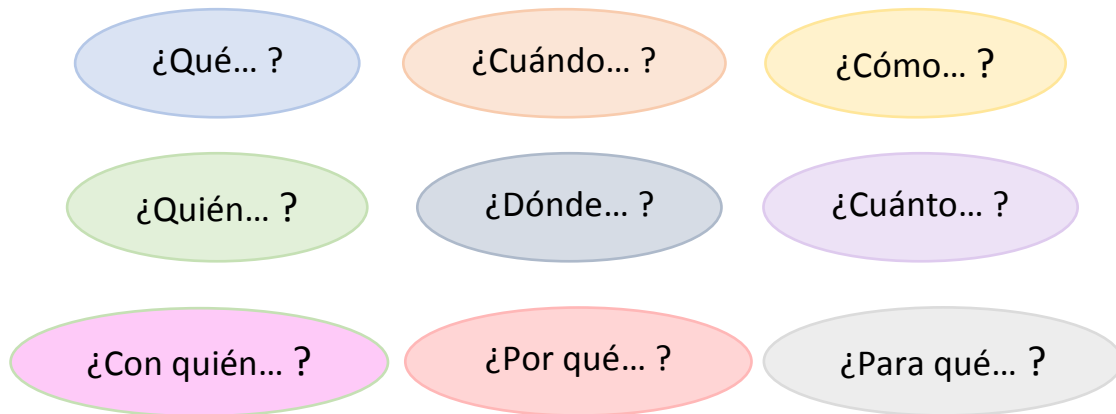 ¿Qué... ?
¿Cuándo... ?
¿Cómo... ?
¿Quién... ?
¿Dónde... ?
¿Cuánto... ?
¿Con quién... ?
¿Por qué... ?
¿Para qué... ?